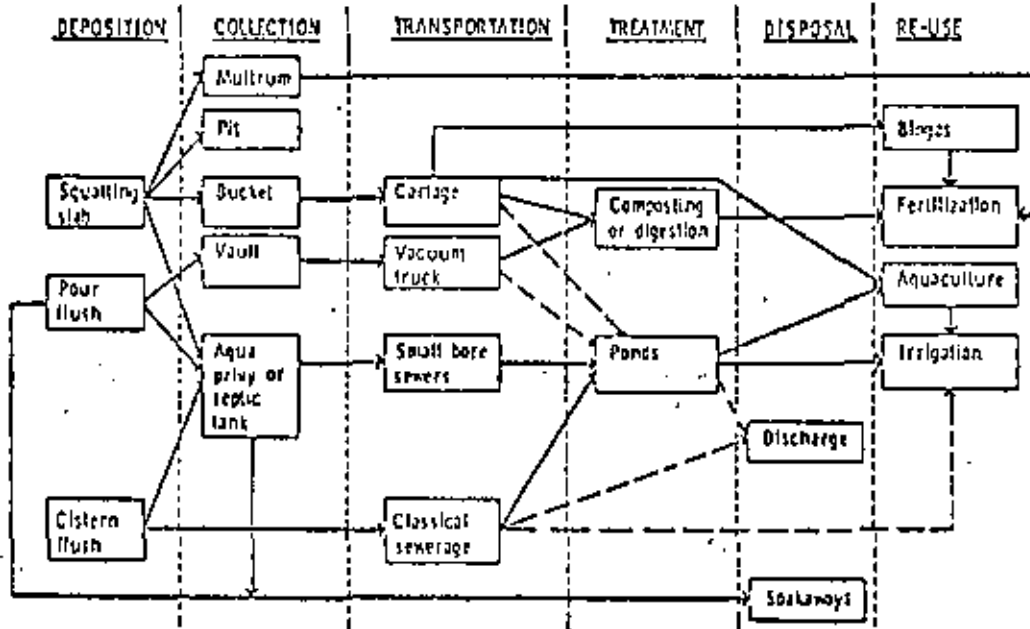 DEPOSITION
COLLECTION
TRANSPORTATION
TREATMENT
DISPOSAL
RE-USE
Multrum
Pit
Biogas
Squatting
slab
Bucket
Cartage
Composting
or digestion
Fertilization
Vault
Vacuum
truck
Pour
flush
Aquaculture
Aqua
privy or
septic
tank
Small bore
sewers
Ponds
Irrigation
Discharge
Cistern
flush
Classical
sewerage
Soakaways